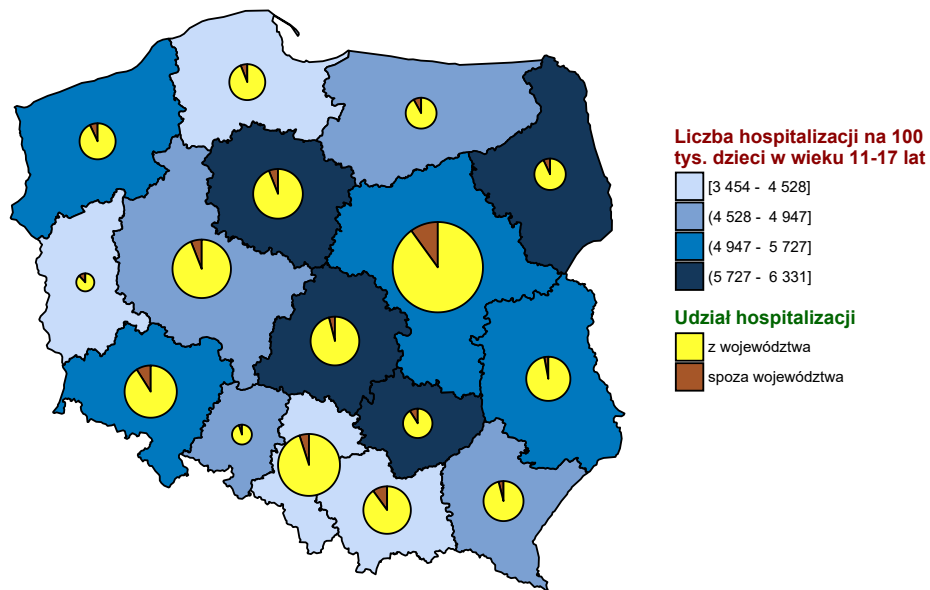 Liczba hospitalizacji na 100
tys. dzieci w wieku 11-17 lat
[3 454 - 4 528]
(4 528 - 4 947]
(4 947 - 5 727]
(5 727 - 6 331]
Udział hospitalizacji
z województwa
spoza województwa